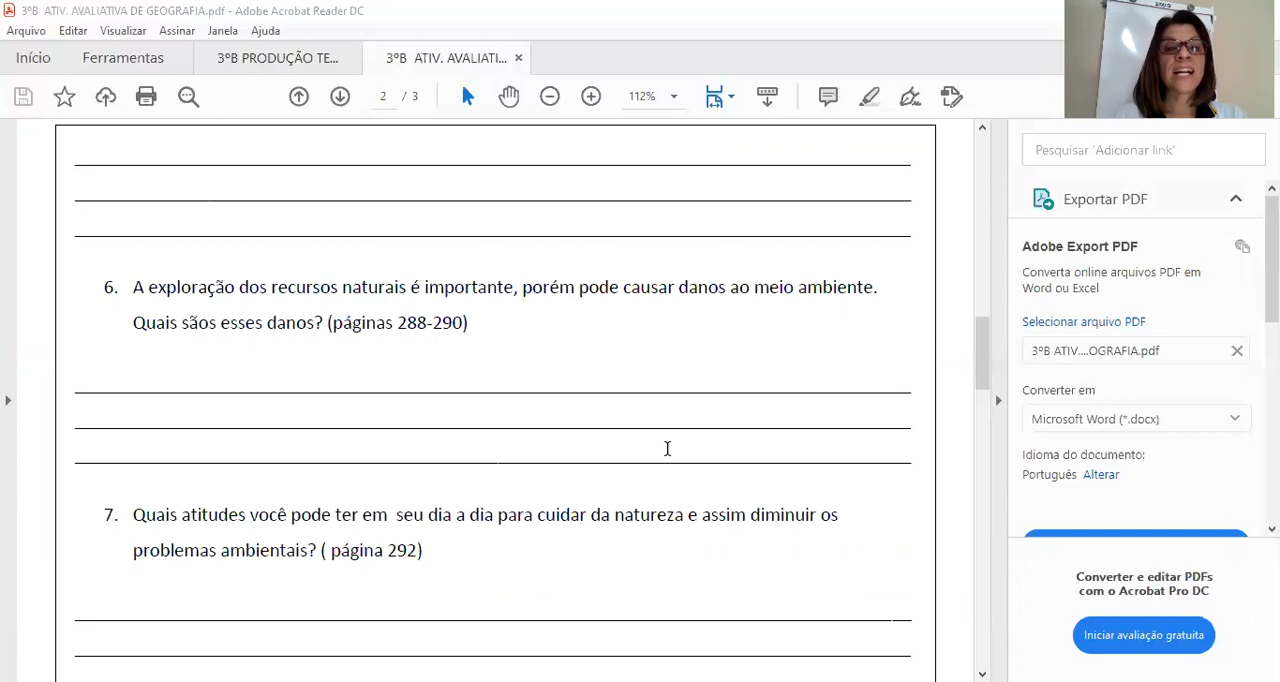 3ºB ATIV. AVALIATIVA DE GEOGRAFIA.pdf - Adobe Acrobat Reader DC
Arquivo Editar Visualizar Assinar Janela Ajuda
Início Ferramentas 3ºB PRODUÇÃO TE... 3ºB ATIV. AVALIATI... ×
2 / 3 112%
Pesquisar 'Adicionar link'
Exportar PDF
Adobe Export PDF
Converta online arquivos PDF em
Word ou Excel
Selecionar arquivo PDF
3ºB ATIV....OGRAFIA.pdf
Converter em
Microsoft Word (*.docx)
Idioma do documento:
Português Alterar
Converter e editar PDFs
com o Acrobat Pro DC
Iniciar avaliação gratuita
6. A exploração dos recursos naturais é importante, porém pode causar danos ao meio ambiente.
Quais sãos esses danos? (páginas 288-290)
7. Quais atitudes você pode ter em seu dia a dia para cuidar da natureza e assim diminuir os
problemas ambientais? ( página 292)